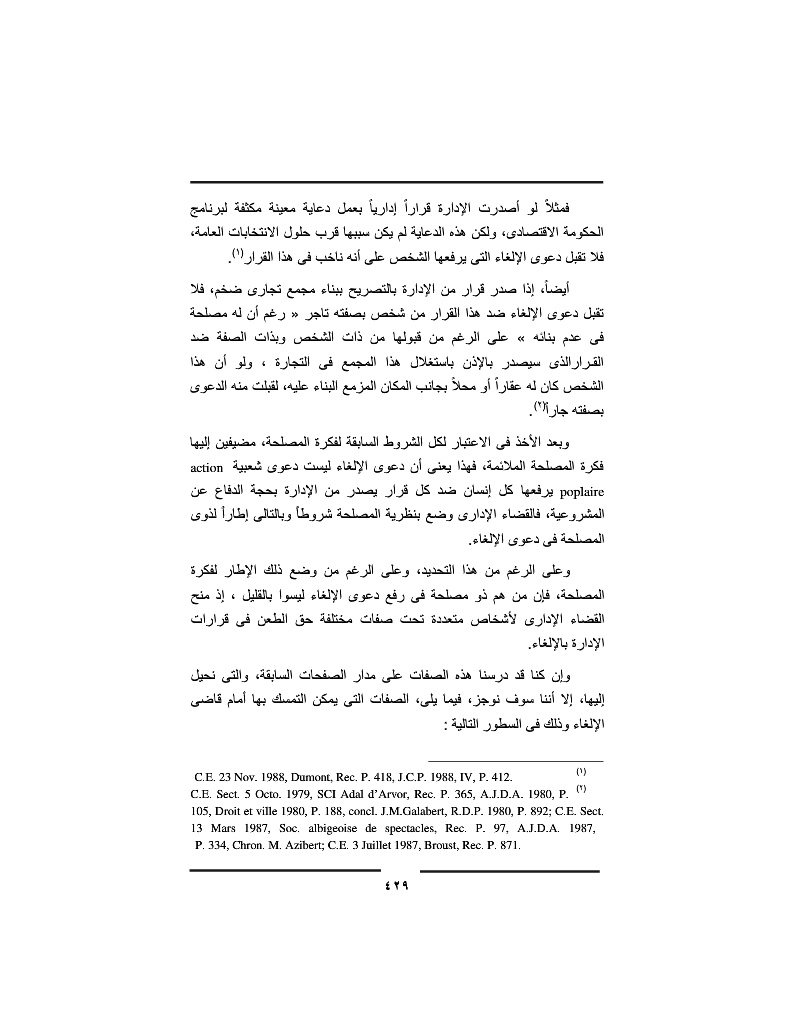 فمثلاً لو أصدرت الإدارة قراراً إدارياً بعمل دعاية معينة مكثفة لبرنامج
الحكومة الاقتصادى، ولكن هذه الدعاية لم يكن سببها قرب حلول الانتخابات العامة،
فلا تقبل دعوى الإلغاء التى يرفعها الشخص على أنه ناخب فى هذا القرار(١).
أيضاً، إذا صدر قرار من الإدارة بالتصريح ببناء مجمع تجارى ضخم، فلا
تقبل دعوى الإلغاء ضد هذا القرار من شخص بصفته تاجر « رغم أن له مصلحة
فى عدم بنائه » على الرغم من قبولها من ذات الشخص وبذات الصفة ضد
القرارالذى سيصدر بالإذن باستغلال هذا المجمع فى التجارة ، ولو أن هذا
الشخص كان له عقاراً أو محلاً بجانب المكان المزمع البناء عليه، لقبلت منه الدعوى
بصفته جاراً(٢).
وبعد الأخذ فى الاعتبار لكل الشروط السابقة لفكرة المصلحة، مضيفين إليها
فكرة المصلحة الملائمة، فهذا يعنى أن دعوى الإلغاء ليست دعوى شعبية action
poplaire يرفعها كل إنسان ضد كل قرار يصدر من الإدارة بحجة الدفاع عن
المشروعية، فالقضاء الإدارى وضع بنظرية المصلحة شروطاً وبالتالى إطاراً لذوى
المصلحة فى دعوى الإلغاء.
وعلى الرغم من هذا التحديد، وعلى الرغم من وضع ذلك الإطار لفكرة
المصلحة، فإن من هم ذو مصلحة فى رفع دعوى الإلغاء ليسوا بالقليل ، إذ منح
القضاء الإدارى لأشخاص متعددة تحت صفات مختلفة حق الطعن فى قرارات
الإدارة بالإلغاء.
وإن كنا قد درسنا هذه الصفات على مدار الصفحات السابقة، والتى نحيل
إليها، إلا أننا سوف نوجز، فيما يلى، الصفات التى يمكن التمسك بها أمام قاضى
الإلغاء وذلك فى السطور التالية :
(١) C.E. 23 Nov. 1988, Dumont, Rec. P. 418, J.C.P. 1988, IV, P. 412.
(٢) C.E. Sect. 5 Octo. 1979, SCI Adal d’Arvor, Rec. P. 365, A.J.D.A. 1980, P.
105, Droit et ville 1980, P. 188, concl. J.M.Galabert, R.D.P. 1980, P. 892; C.E. Sect.
13 Mars 1987, Soc. albigeoise de spectacles, Rec. P. 97, A.J.D.A. 1987,
P. 334, Chron. M. Azibert; C.E. 3 Juillet 1987, Broust, Rec. P. 871.
٤٢٩